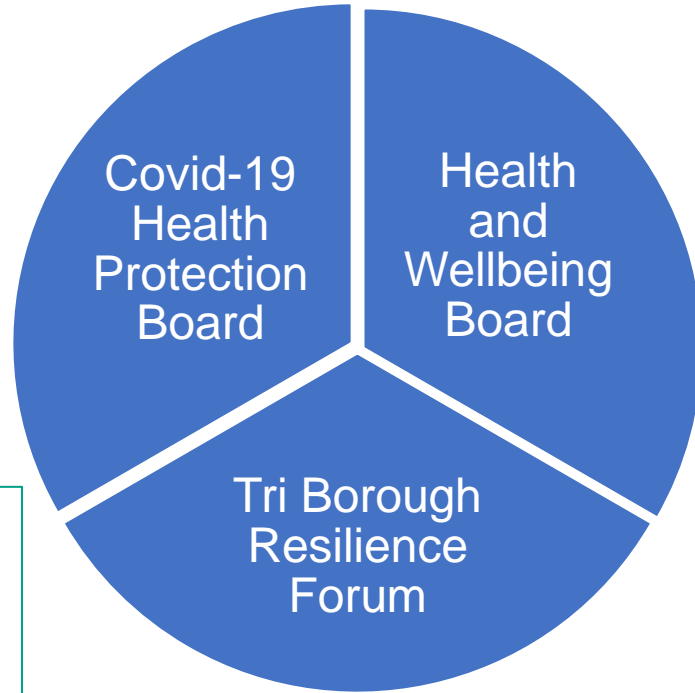 Covid-19
Health
Protection
Board
Health
and
Wellbeing
Board
Tri Borough
Resilience
Forum